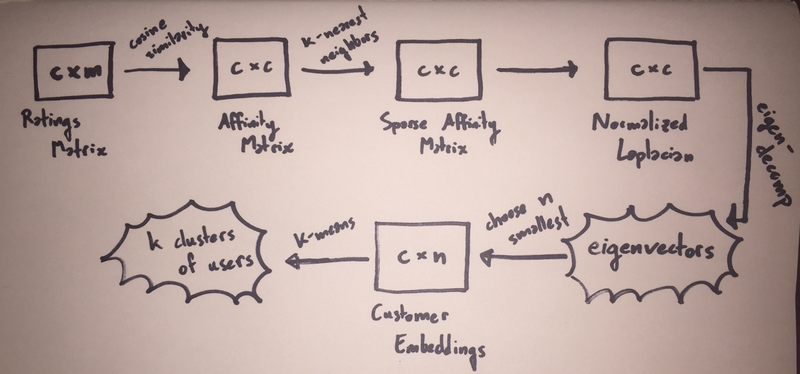 c × m
Ratings
Matrix
cosine
similarity
c × c
Affinity
Matrix
K-nearest
neighbors
c × c
Sparse Affinity
Matrix
c × c
Normalized
Laplacian
eigen-
decomp
eigenvectors
choose n
smallest
c × n
Customer
Embeddings
K-means
k clusters
of users